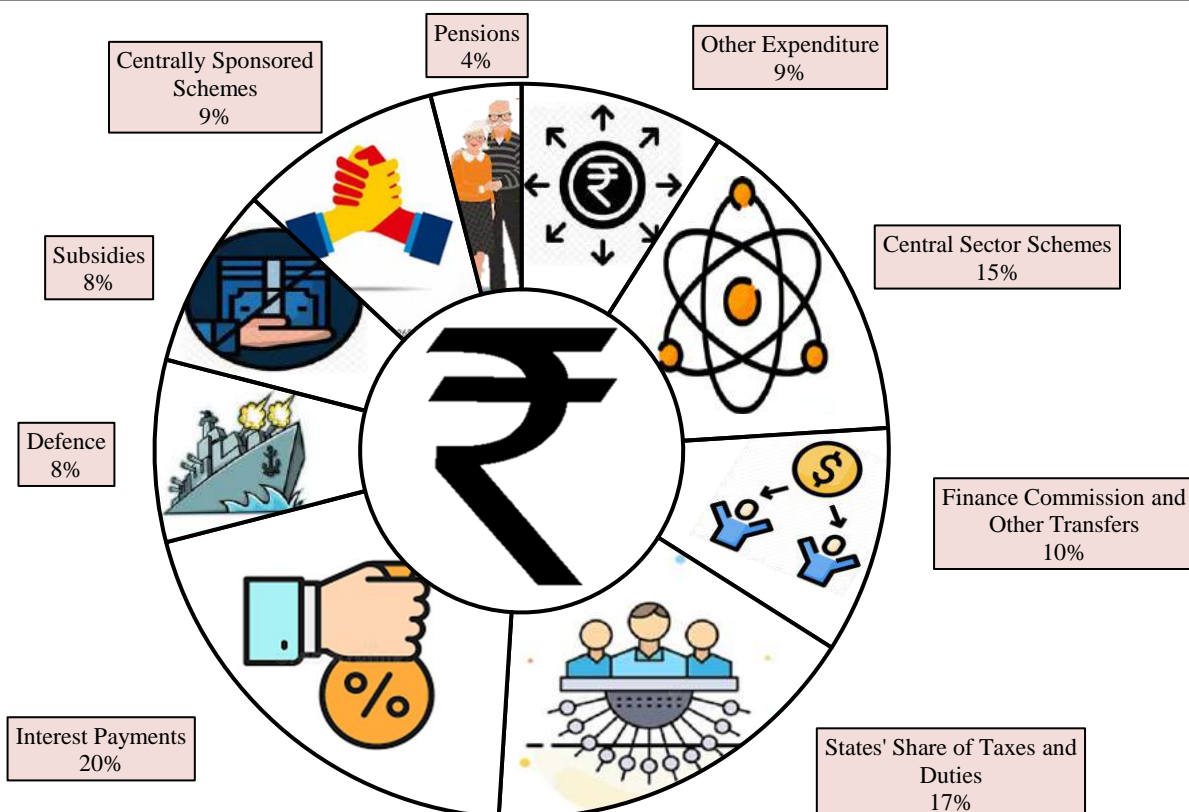 Pensions
4%
Other Expenditure
9%
Centrally Sponsored
Schemes
9%
Central Sector Schemes
15%
Subsidies
8%
Defence
8%
Finance Commission and
Other Transfers
10%
Interest Payments
20%
States' Share of Taxes and
Duties
17%
₹
₹
$
%